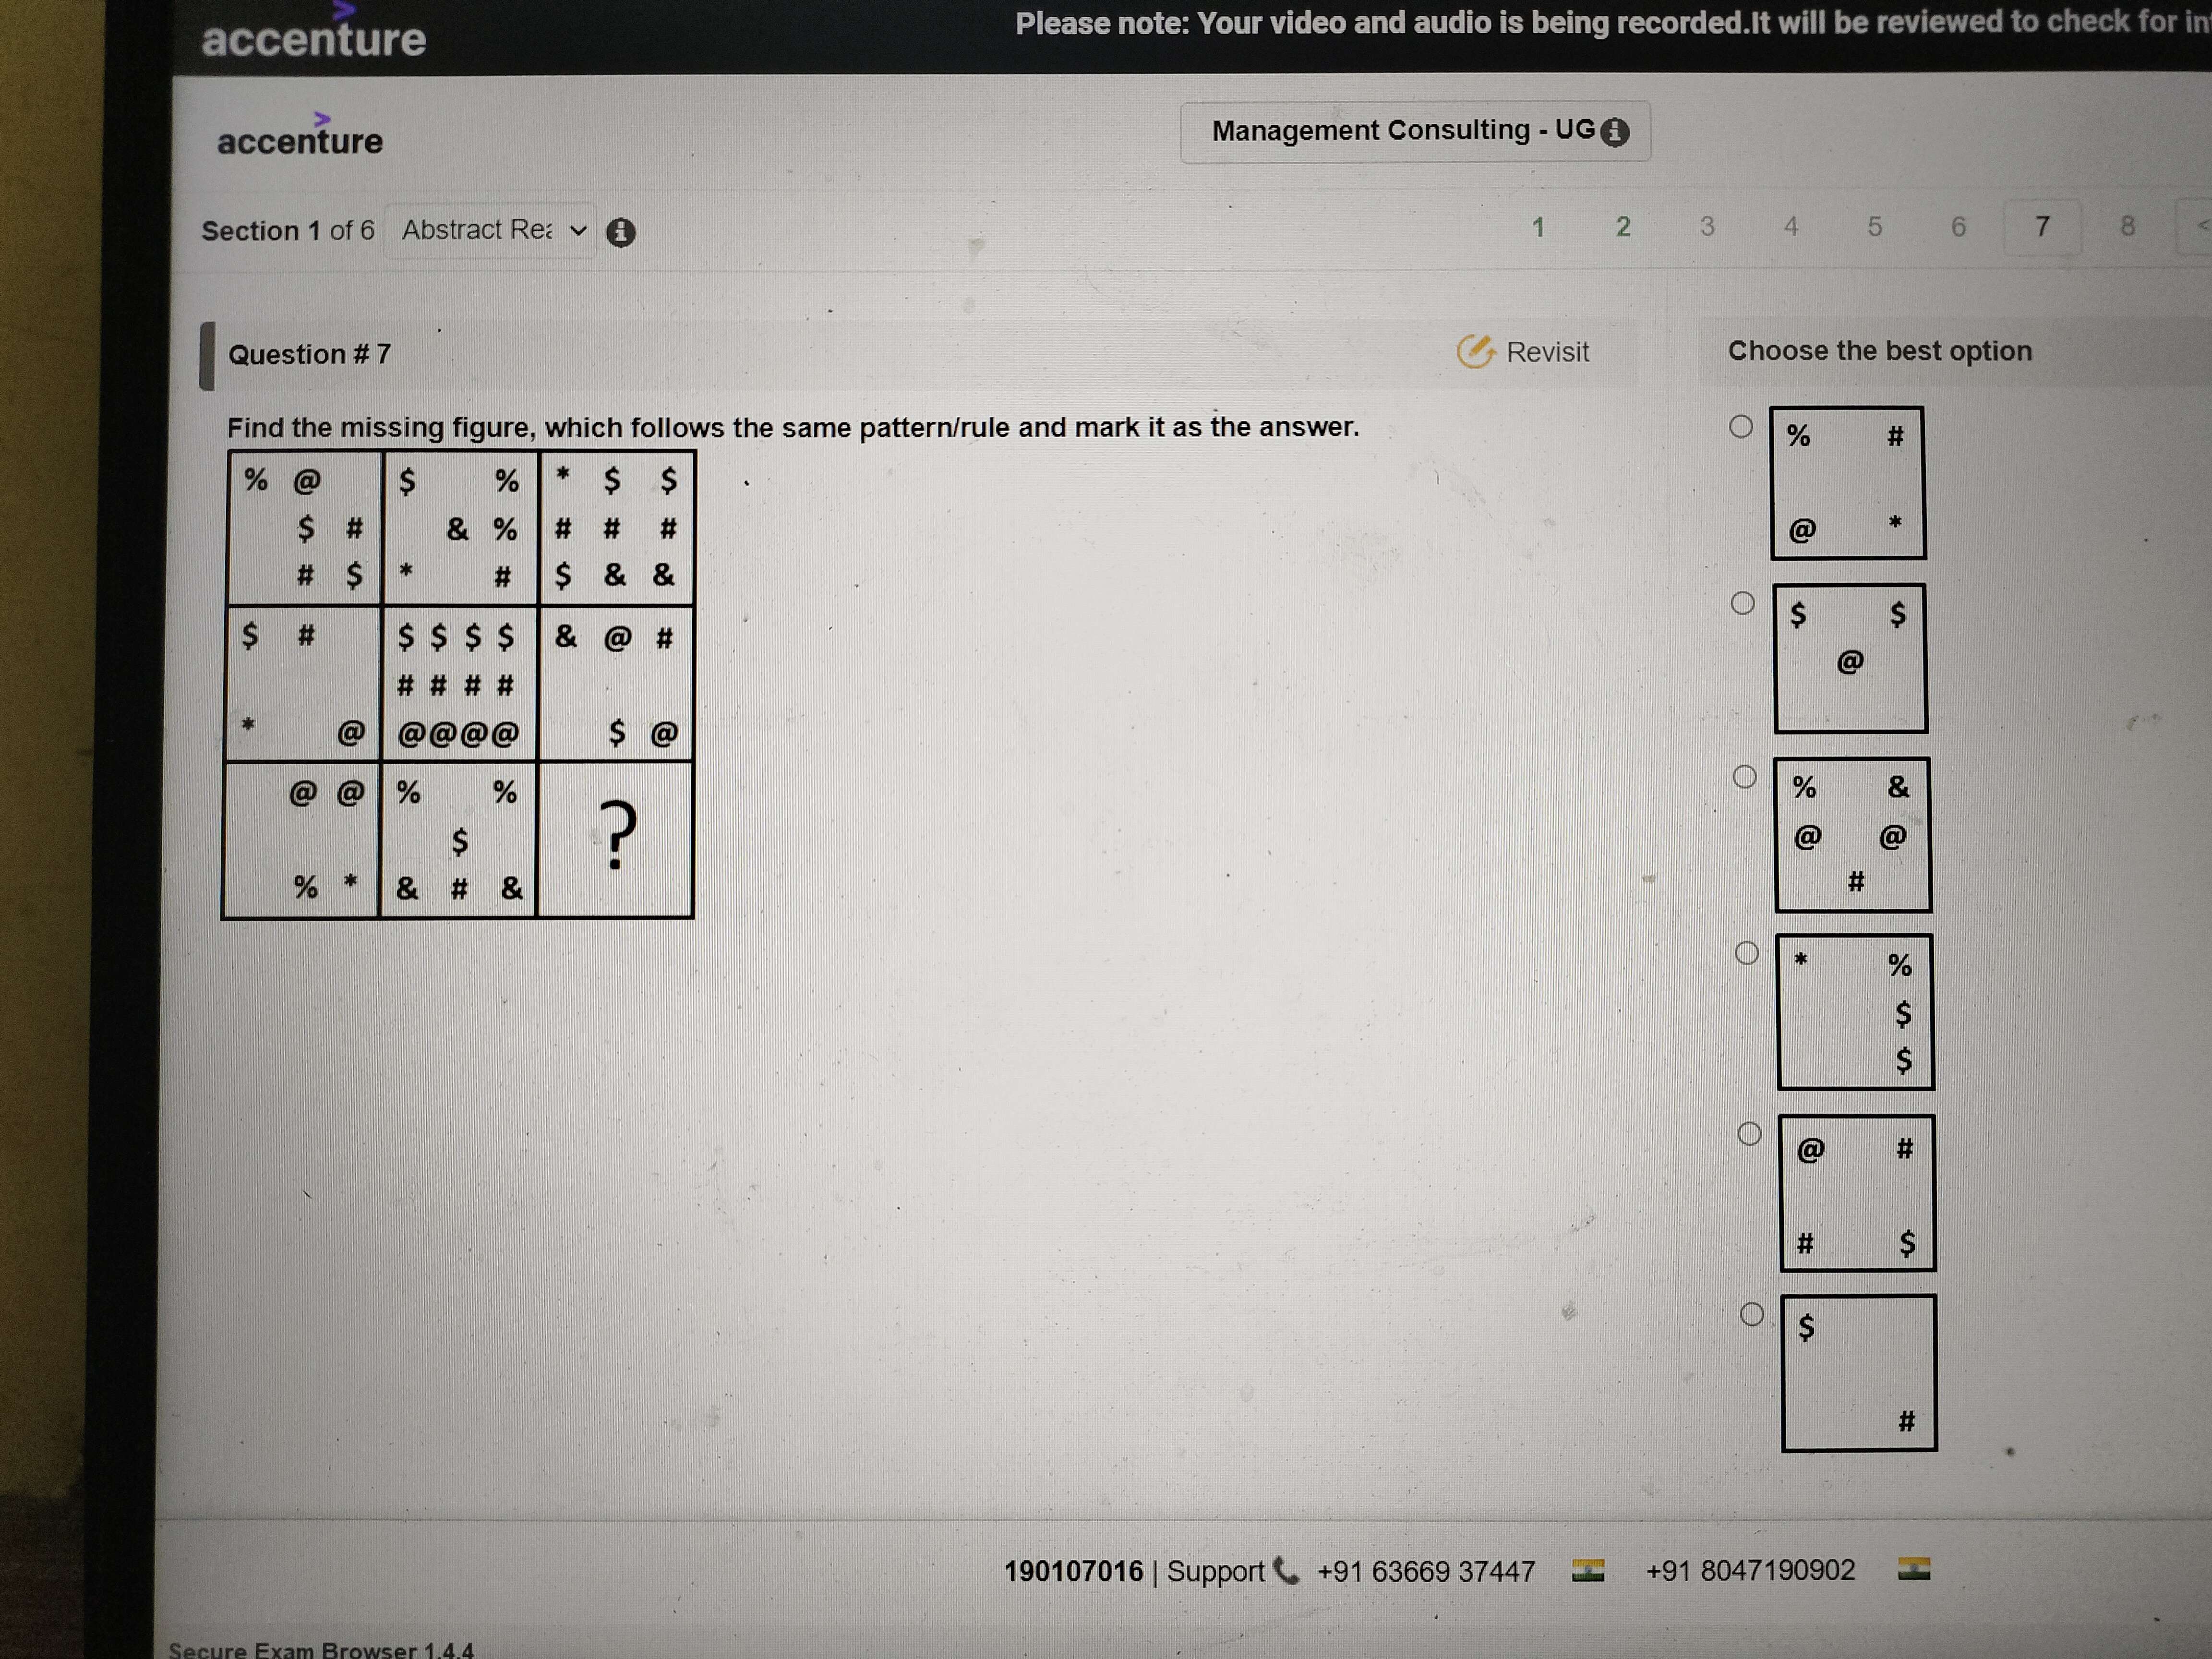 accenture
Please note: Your video and audio is being recorded.It will be reviewed to check for in
accenture
Management Consulting - UG
Section 1 of 6 Abstract Rea
1 2 3 4 5 6 7 8 <
Question # 7
Revisit
Choose the best option
Find the missing figure, which follows the same pattern/rule and mark it as the answer.
% @ $ % * $ $
$ # & % # # #
# $ * # $ & &
$ # $ $ $ $ & @ #
# # # #
* @ @ @ @ @ $ @
@ @ % %
$ ?
% * & # &
% #
@ *
$ $
@
% &
@ @
#
* %
$
$
@ #
# $
$
#
190107016 | Support +91 63669 37447 +91 8047190902
Secure Exam Browser 1.4.4